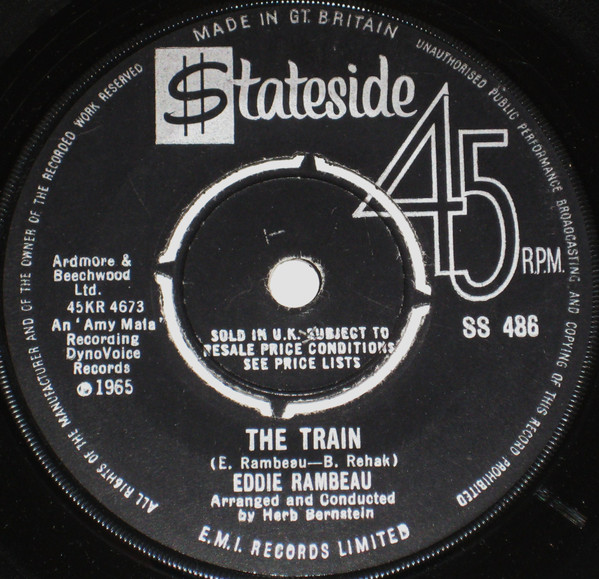 MADE IN GT. BRITAIN
UNAUTHORISED PUBLIC PERFORMANCE BROADCASTING AND COPYING OF THIS RECORD PROHIBITED
ALL RIGHTS OF THE MANUFACTURER AND OF THE OWNER OF THE RECORDED WORK RESERVED
$tateside
45 R.P.M.
Ardmore &
Beechwood
Ltd.
45KR 4673
An 'Amy Mala'
Recording
DynoVoice
Records
℗1965
SS 486
SOLD IN U.K. SUBJECT TO
RESALE PRICE CONDITIONS
SEE PRICE LISTS
THE TRAIN
(E. Rambeau—B. Rehak)
EDDIE RAMBEAU
Arranged and Conducted
by Herb Bernstein
E.M.I. RECORDS LIMITED